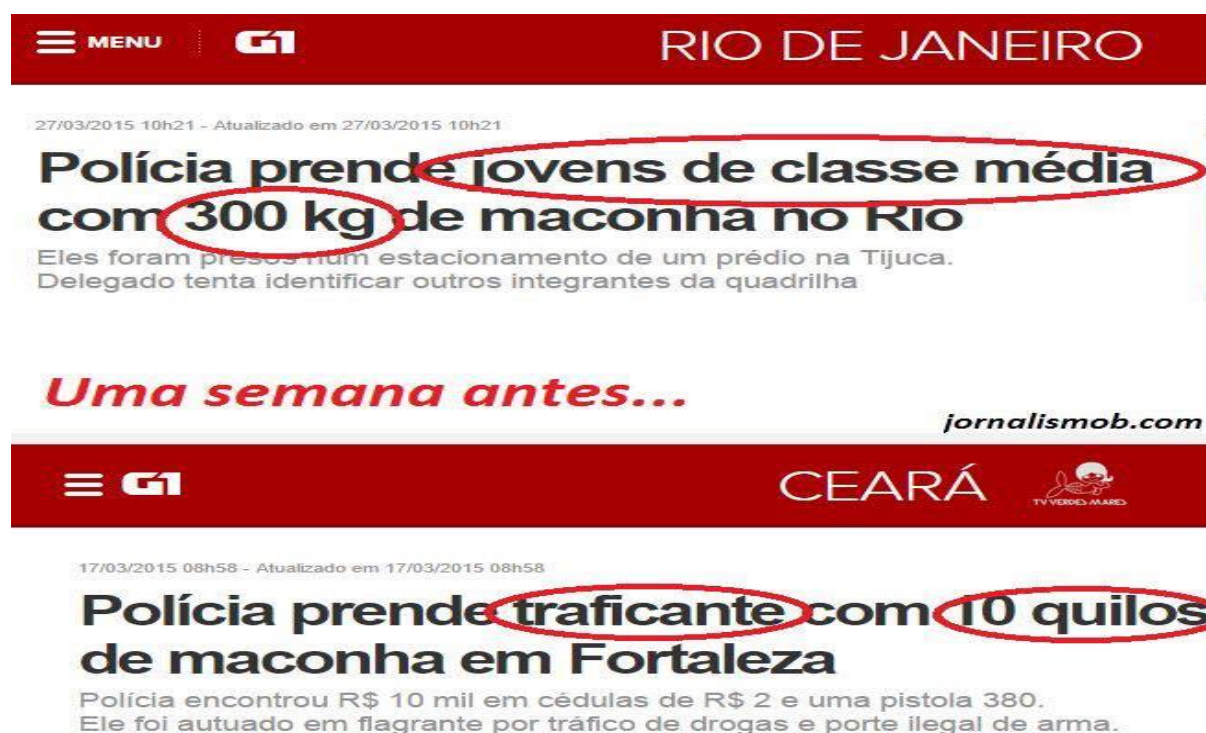 MENU G1 RIO DE JANEIRO
27/03/2015 10h21 - Atualizado em 27/03/2015 10h21
Polícia prende jovens de classe média
com 300 kg de maconha no Rio
Eles foram presos num estacionamento de um prédio na Tijuca.
Delegado tenta identificar outros integrantes da quadrilha
Uma semana antes...
jornalismob.com
G1 CEARÁ TV VERDES MARES
17/03/2015 08h58 - Atualizado em 17/03/2015 08h58
Polícia prende traficante com 10 quilos
de maconha em Fortaleza
Polícia encontrou R$ 10 mil em cédulas de R$ 2 e uma pistola 380.
Ele foi autuado em flagrante por tráfico de drogas e porte ilegal de arma.